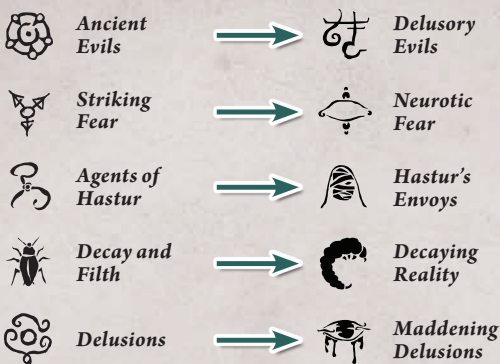 Ancient
Evils
Delusory
Evils
Striking
Fear
Neurotic
Fear
Agents of
Hastur
Hastur's
Envoys
Decay and
Filth
Decaying
Reality
Delusions
Maddening
Delusions